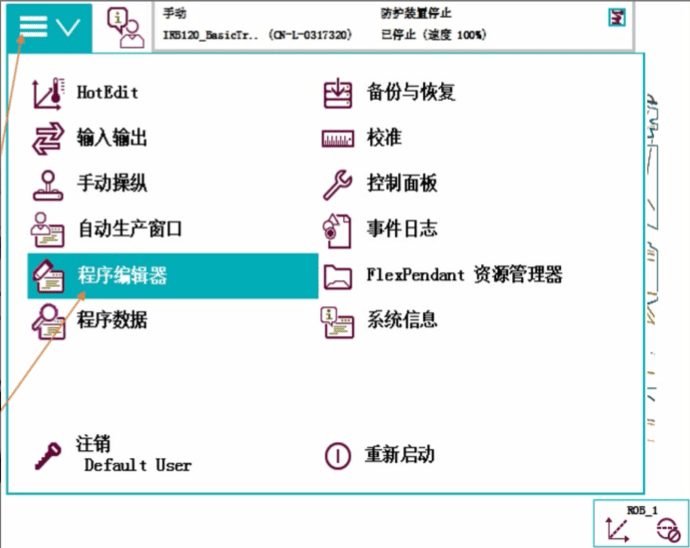 手动
防护装置停止
IRB120_BasicTr.. (CN-L-0317320)
已停止 (速度 100%)
HotEdit
备份与恢复
输入输出
校准
手动操纵
控制面板
自动生产窗口
事件日志
程序编辑器
FlexPendant 资源管理器
程序数据
系统信息
注销
Default User
重新启动
ROB_1